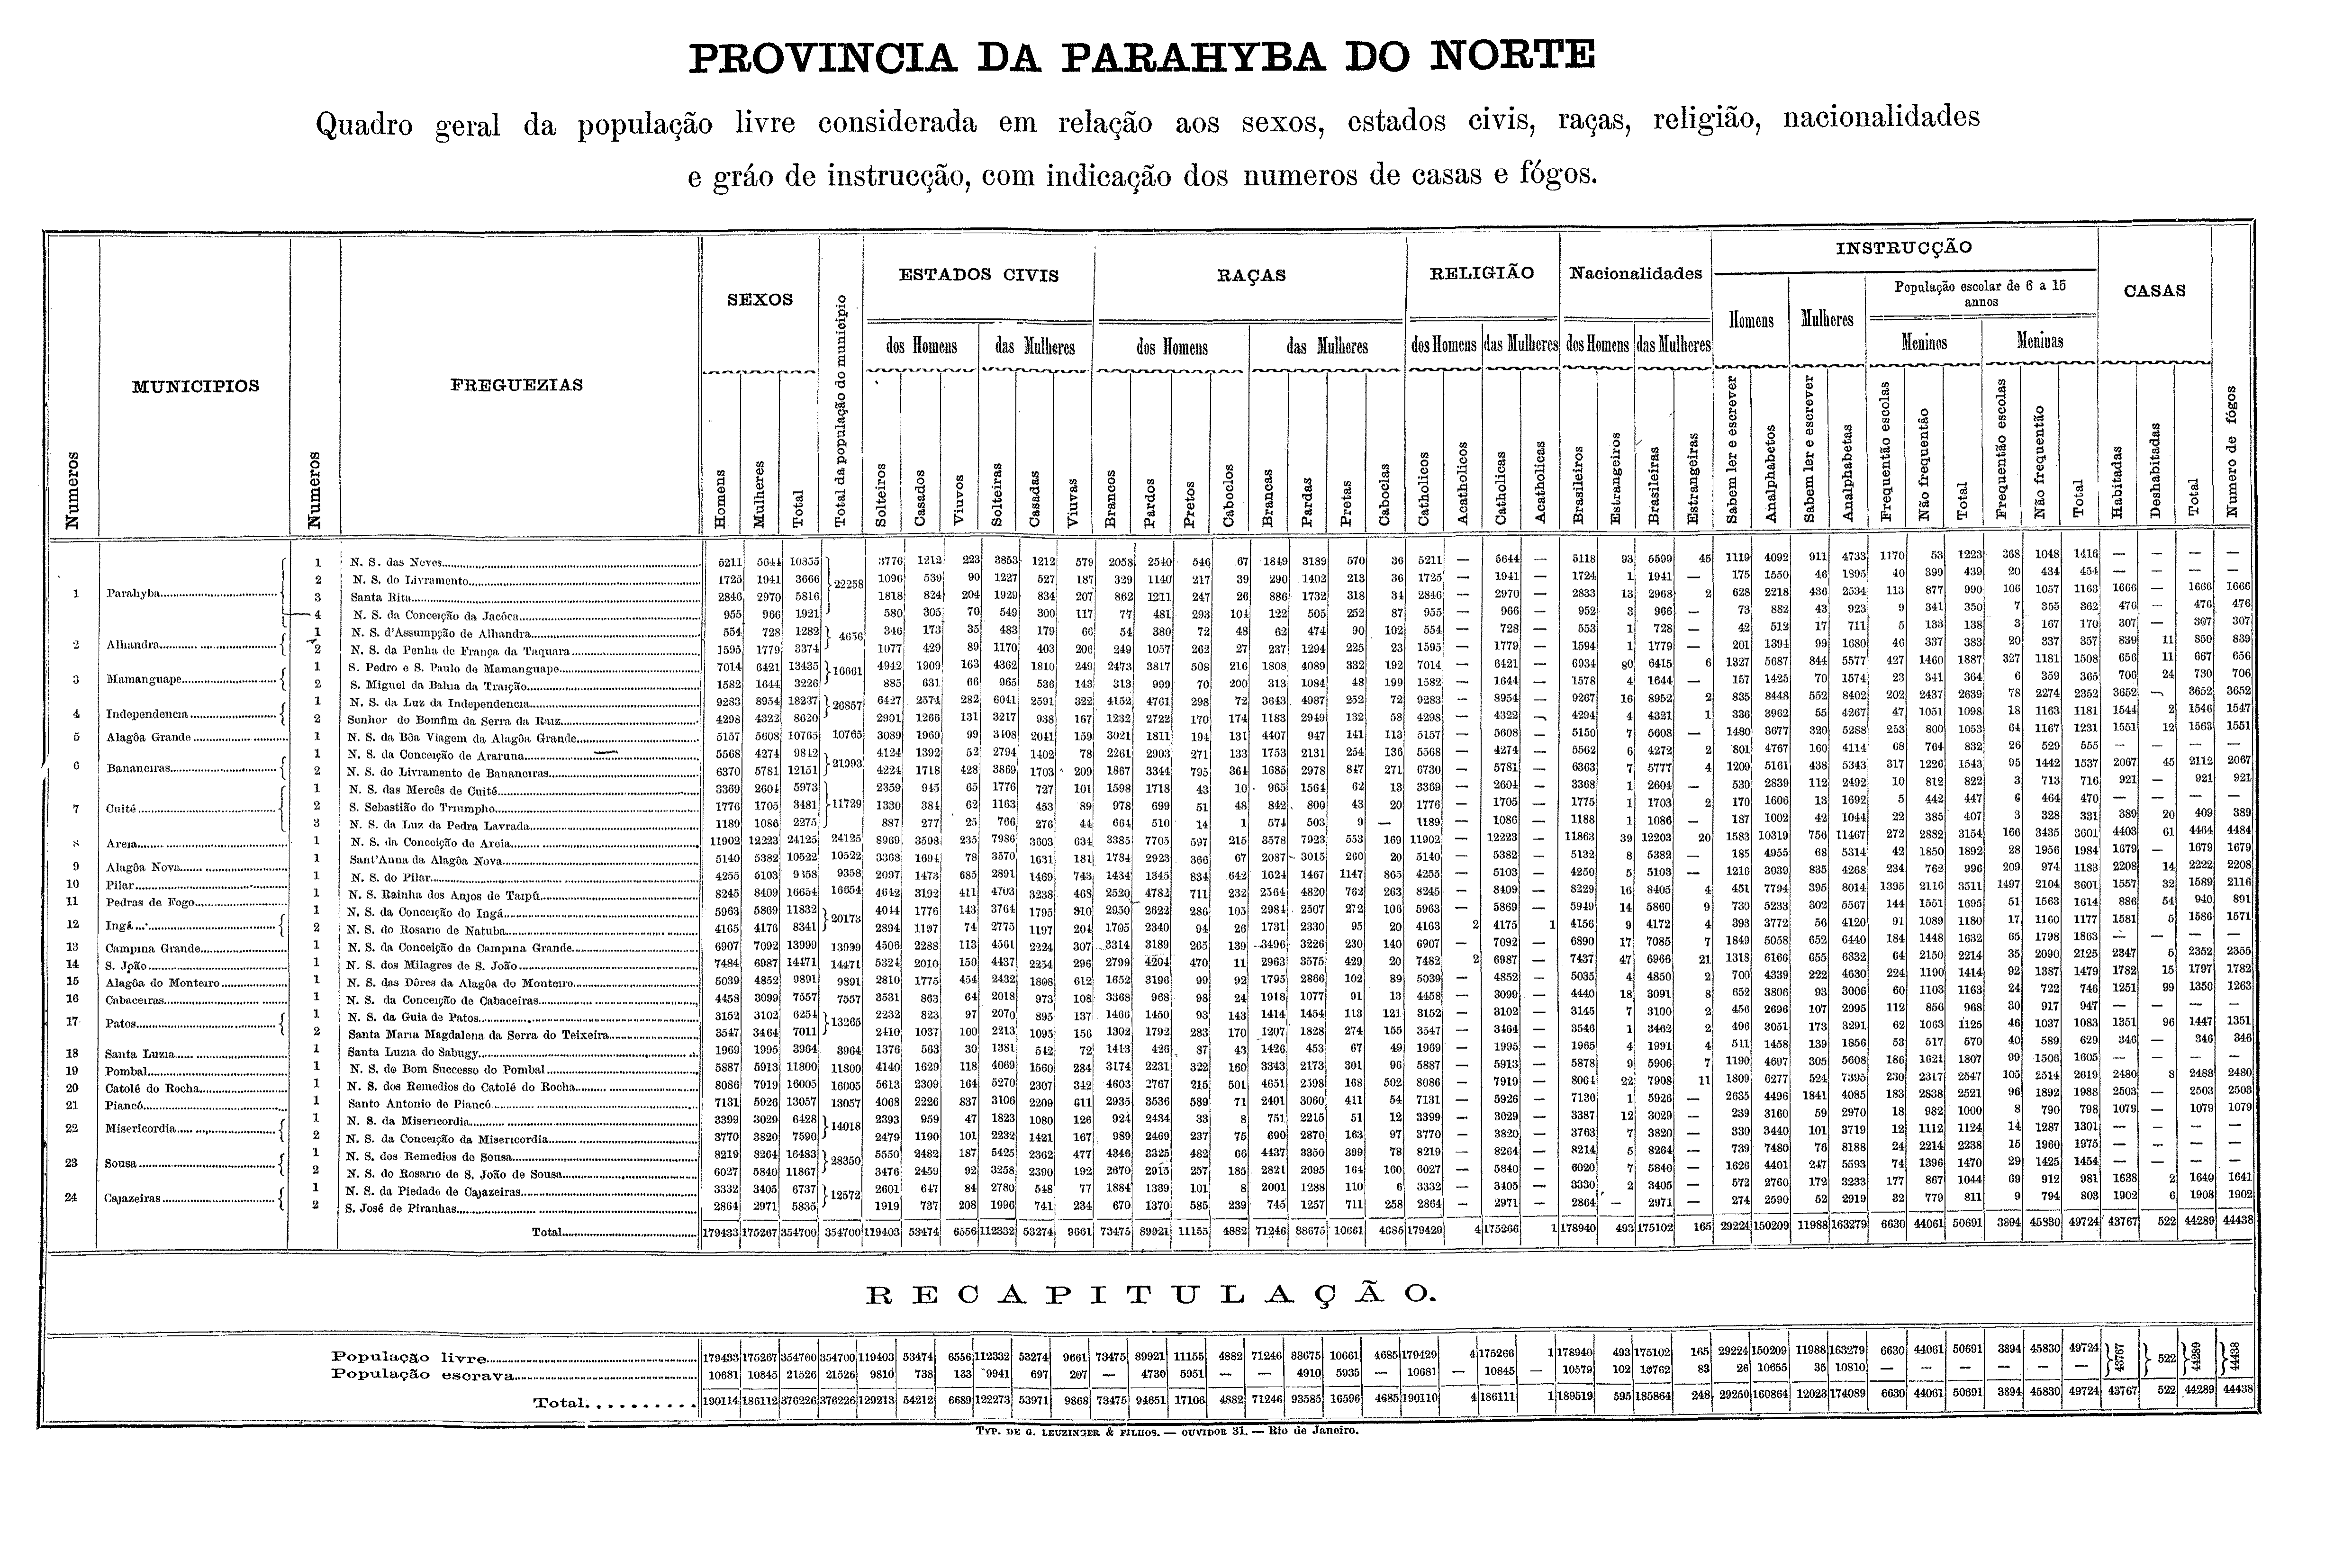 PROVINCIA DA PARAHYBA DO NORTE
Quadro geral da população livre considerada em relação aos sexos, estados civis, raças, religião, nacionalidades
e gráo de instrucção, com indicação dos numeros de casas e fógos.
Numeros
MUNICIPIOS
Numeros
FREGUEZIAS
SEXOS
Homens
Mulheres
Total
Total da população do municipio
ESTADOS CIVIS
dos Homens
Solteiros
Casados
Viuvos
das Mulheres
Solteiras
Casadas
Viuvas
RAÇAS
dos Homens
Brancos
Pardos
Pretos
Caboclos
das Mulheres
Brancas
Pardas
Pretas
Caboclas
RELIGIÃO
dos Homens
Catholicos
Acatholicos
das Mulheres
Catholicas
Acatholicas
Nacionalidades
dos Homens
Brasileiros
Estrangeiros
das Mulheres
Brasileiras
Estrangeiras
INSTRUCÇÃO
Homens
Sabem ler e escrever
Analphabetos
Mulheres
Sabem ler e escrever
Analphabetas
População escolar de 6 a 15
annos
Meninos
Frequentão escolas
Não frequentão
Total
Meninas
Frequentão escolas
Não frequentão
Total
CASAS
Habitadas
Deshabitadas
Total
Numero de fógos
1 Parahyba
1 N. S. das Neves 5211 5644 10855 22258 3776 1212 223 3853 1212 579 2058 2540 546 67 1849 3189 570 36 5211 — 5644 — 5118 93 5599 45 1119 4092 911 4733 1170 53 1223 368 1048 1416 — — — —
2 N. S. do Livramento 1725 1941 3666 1096 539 90 1227 527 187 329 1140 217 39 290 1402 213 36 1725 — 1941 — 1724 1 1941 — 175 1550 46 1895 40 399 439 20 434 454 — — — —
3 Santa Rita 2846 2970 5816 1818 824 204 1929 834 207 862 1211 247 26 886 1732 318 34 2846 — 2970 — 2833 13 2968 2 628 2218 436 2534 113 877 990 106 1057 1163 1666 — 1666 1666
4 N. S. da Conceição da Jacóca 955 966 1921 580 305 70 549 300 117 77 481 293 104 122 505 252 87 955 — 966 — 952 3 966 — 73 882 43 923 9 341 350 7 355 362 476 — 476 476
2 Alhandra
1 N. S. d'Assumpção de Alhandra 554 728 1282 4656 346 173 35 483 179 66 54 380 72 48 62 474 90 102 554 — 728 — 553 1 728 — 42 512 17 711 5 133 138 3 167 170 307 — 307 307
2 N. S. da Penha de França da Taquara 1595 1779 3374 1077 429 89 1170 403 206 249 1057 262 27 237 1294 225 23 1595 — 1779 — 1594 1 1779 — 201 1394 99 1680 46 337 383 20 337 357 839 11 850 839
3 Mamanguape
1 S. Pedro e S. Paulo de Mamanguape 7014 6421 13435 16661 4942 1909 163 4362 1810 249 2473 3817 508 216 1808 4089 332 192 7014 — 6421 — 6934 80 6415 6 1327 5687 844 5577 427 1460 1887 327 1181 1508 656 11 667 656
2 S. Miguel da Bahia da Traição 1582 1644 3226 885 631 66 965 536 143 313 999 70 200 313 1084 48 199 1582 — 1644 — 1578 4 1644 — 157 1425 70 1574 23 341 364 6 359 365 706 24 730 706
4 Independencia
1 N. S. da Luz da Independencia 9283 8954 18237 26857 6427 2574 282 6041 2591 322 4152 4761 298 72 3643 4987 252 72 9283 — 8954 — 9267 16 8952 2 835 8448 552 8402 202 2437 2639 78 2274 2352 3652 — 3652 3652
2 Senhor do Bomfim da Serra da Raiz 4298 4322 8620 2901 1266 131 3217 938 167 1232 2722 170 174 1183 2949 132 58 4298 — 4322 — 4294 4 4321 1 336 3962 55 4267 47 1051 1098 18 1163 1181 1544 2 1546 1547
5 Alagôa Grande 1 N. S. da Bôa Viagem da Alagôa Grande 5157 5608 10765 10765 3089 1969 99 3408 2041 159 3021 1811 194 131 4407 947 141 113 5157 — 5608 — 5150 7 5608 — 1480 3677 320 5288 253 800 1053 64 1167 1231 1551 12 1563 1551
6 Bananeiras
1 N. S. da Conceição de Araruna 5568 4274 9842 21993 4124 1392 52 2794 1402 78 2261 2903 271 133 1753 2131 254 136 5568 — 4274 — 5562 6 4272 2 801 4767 160 4114 68 764 832 26 529 555 — — — —
2 N. S. do Livramento de Bananeiras 6370 5781 12151 4224 1718 428 3869 1703 209 1867 3344 795 364 1685 2978 847 271 6730 — 5781 — 6363 7 5777 4 1209 5161 438 5343 317 1226 1543 95 1442 1537 2067 45 2112 2067
7 Cuité
1 N. S. das Mercês de Cuité 3369 2604 5973 11729 2359 945 65 1776 727 101 1598 1718 43 10 965 1564 62 13 3369 — 2604 — 3368 1 2604 — 530 2839 112 2492 10 812 822 3 713 716 921 — 921 921
2 S. Sebastião do Triumpho 1776 1705 3481 1330 384 62 1163 453 89 978 699 51 48 842 800 43 20 1776 — 1705 — 1775 1 1703 2 170 1606 13 1692 5 442 447 6 464 470 — — — —
3 N. S. da Luz da Pedra Lavrada 1189 1086 2275 887 277 25 766 276 44 664 510 14 1 574 503 9 — 1189 — 1086 — 1188 1 1086 — 187 1002 42 1044 22 385 407 3 328 331 389 20 409 389
8 Areia 1 N. S. da Conceição de Areia 11902 12223 24125 24125 8969 3598 235 7986 3603 634 3385 7705 597 215 3578 7923 553 169 11902 — 12223 — 11863 39 12203 20 1583 10319 756 11467 272 2882 3154 166 3435 3601 4403 61 4464 4484
9 Alagôa Nova 1 Sant'Anna da Alagôa Nova 5140 5382 10522 10522 3368 1694 78 3570 1631 181 1784 2923 366 67 2087 3015 260 20 5140 — 5382 — 5132 8 5382 — 185 4955 68 5314 42 1850 1892 28 1956 1984 1679 — 1679 1679
10 Pilar 1 N. S. do Pilar 4255 5103 9358 9358 2097 1473 685 2891 1469 743 1434 1345 834 642 1624 1467 1147 865 4255 — 5103 — 4250 5 5103 — 1216 3039 835 4268 234 762 996 209 974 1183 2208 14 2222 2208
11 Pedras de Fogo 1 N. S. Rainha dos Anjos de Taipú 8245 8409 16654 16654 4642 3192 411 4703 3238 468 2520 4782 711 232 2564 4820 762 263 8245 — 8409 — 8229 16 8405 4 451 7794 395 8014 1395 2116 3511 1497 2104 3601 1557 32 1589 2116
12 Ingá
1 N. S. da Conceição do Ingá 5963 5869 11832 20173 4044 1776 143 3764 1795 310 2950 2622 286 105 2984 2507 272 106 5963 — 5869 — 5949 14 5860 9 730 5233 302 5567 144 1551 1695 51 1563 1614 886 54 940 891
2 N. S. do Rosario de Natuba 4165 4176 8341 2894 1197 74 2775 1197 204 1705 2340 94 26 1731 2330 95 20 4163 2 4175 1 4156 9 4172 4 393 3772 56 4120 91 1089 1180 17 1160 1177 1581 5 1586 1571
13 Campina Grande 1 N. S. da Conceição de Campina Grande 6907 7092 13999 13999 4506 2288 113 4561 2224 307 3314 3189 265 139 3496 3226 230 140 6907 — 7092 — 6890 17 7085 7 1849 5058 652 6440 184 1448 1632 65 1798 1863 — — — —
14 S. João 1 N. S. dos Milagres de S. João 7484 6987 14471 14471 5324 2010 150 4437 2254 296 2799 4204 470 11 2963 3575 429 20 7482 2 6987 — 7437 47 6966 21 1318 6166 655 6332 64 2150 2214 35 2090 2125 2347 5 2352 2355
15 Alagôa do Monteiro 1 N. S. das Dôres da Alagôa do Monteiro 5039 4852 9891 9891 2810 1775 454 2432 1808 612 1652 3196 99 92 1795 2866 102 89 5039 — 4852 — 5035 4 4850 2 700 4339 222 4630 224 1190 1414 92 1387 1479 1782 15 1797 1782
16 Cabaceiras 1 N. S. da Conceição de Cabaceiras 4458 3099 7557 7557 3531 863 64 2018 973 108 3368 968 98 24 1918 1077 91 13 4458 — 3099 — 4440 18 3091 8 652 3806 93 3006 60 1103 1163 24 722 746 1251 99 1350 1263
17 Patos
1 N. S. da Guia de Patos 3152 3102 6254 13265 2232 823 97 2070 895 137 1466 1450 93 143 1414 1454 113 121 3152 — 3102 — 3145 7 3100 2 456 2696 107 2995 112 856 968 30 917 947 — — — —
2 Santa Maria Magdalena da Serra do Teixeira 3547 3464 7011 2410 1037 100 2213 1095 156 1302 1792 283 170 1207 1828 274 155 3547 — 3464 — 3546 1 3462 2 496 3051 173 3291 62 1063 1125 46 1037 1083 1351 96 1447 1351
18 Santa Luzia 1 Santa Luzia do Sabugy 1969 1995 3964 3964 1376 563 30 1381 542 72 1413 426 87 43 1426 453 67 49 1969 — 1995 — 1965 4 1991 4 511 1458 139 1856 53 517 570 40 589 629 346 — 346 346
19 Pombal 1 N. S. do Bom Successo do Pombal 5887 5913 11800 11800 4140 1629 118 4069 1560 284 3174 2231 322 160 3343 2173 301 96 5887 — 5913 — 5878 9 5906 7 1190 4697 305 5608 186 1621 1807 99 1506 1605 — — — —
20 Catolé do Rocha 1 N. S. dos Remedios do Catolé do Rocha 8086 7919 16005 16005 5613 2309 164 5270 2307 342 4603 2767 215 501 4651 2598 168 502 8086 — 7919 — 8064 22 7908 11 1809 6277 524 7395 230 2317 2547 105 2514 2619 2480 8 2488 2480
21 Piancó 1 Santo Antonio de Piancó 7131 5926 13057 13057 4068 2226 837 3106 2209 611 2935 3536 589 71 2401 3060 411 54 7131 — 5926 — 7130 1 5926 — 2635 4496 1841 4085 183 2838 2521 96 1892 1988 2503 — 2503 2503
22 Misericordia
1 N. S. da Misericordia 3399 3029 6428 14018 2393 959 47 1823 1080 126 924 2434 33 8 751 2215 51 12 3399 — 3029 — 3387 12 3029 — 239 3160 59 2970 18 982 1000 8 790 798 1079 — 1079 1079
2 N. S. da Conceição da Misericordia 3770 3820 7590 2479 1190 101 2232 1421 167 989 2469 237 75 690 2870 163 97 3770 — 3820 — 3763 7 3820 — 330 3440 101 3719 12 1112 1124 14 1287 1301 — — — —
23 Sousa
1 N. S. dos Remedios de Sousa 8219 8264 16483 28350 5550 2482 187 5425 2362 477 4346 3325 482 66 4437 3350 399 78 8219 — 8264 — 8214 5 8264 — 739 7480 76 8188 24 2214 2238 15 1960 1975 — — — —
2 N. S. do Rosario de S. João de Sousa 6027 5840 11867 3476 2459 92 3258 2390 192 2670 2915 257 185 2821 2695 164 160 6027 — 5840 — 6020 7 5840 — 1626 4401 247 5593 74 1396 1470 29 1425 1454 — — — —
24 Cajazeiras
1 N. S. da Piedade de Cajazeiras 3332 3405 6737 12572 2601 647 84 2780 548 77 1884 1339 101 8 2001 1288 110 6 3332 — 3405 — 3330 2 3405 — 572 2760 172 3233 177 867 1044 69 912 981 1638 2 1640 1641
2 S. José de Piranhas 2864 2971 5835 1919 737 208 1996 741 234 670 1370 585 239 745 1257 711 258 2864 — 2971 — 2864 — 2971 — 274 2590 52 2919 32 779 811 9 794 803 1902 6 1908 1902
Total 179433 175267 354700 354700 119403 53474 6556 112332 53274 9661 73475 89921 11155 4882 71246 88675 10661 4685 179429 4 175266 1 178940 493 175102 165 29224 150209 11988 163279 6630 44061 50691 3894 45830 49724 43767 522 44289 44438
RECAPITULAÇÃO.
População livre 179433 175267 354700 354700 119403 53474 6556 112332 53274 9661 73475 89921 11155 4882 71246 88675 10661 4685 179429 4 175266 1 178940 493 175102 165 29224 150209 11988 163279 6630 44061 50691 3894 45830 49724 43767 522 44289 44438
População escrava 10681 10845 21526 21526 9810 738 133 9941 697 207 — 4730 5951 — — 4910 5935 — 10681 — 10845 — 10579 102 10762 83 26 10655 35 10810 — — — — — —
Total 190114 186112 376226 376226 129213 54212 6689 122273 53971 9868 73475 94651 17106 4882 71246 93585 16596 4685 190110 4 186111 1 189519 595 185864 248 29250 160864 12023 174089 6630 44061 50691 3894 45830 49724 43767 522 44289 44438
TYP. DE G. LEUZINGER & FILHOS. — OUVIDOR 31. — Rio de Janeiro.